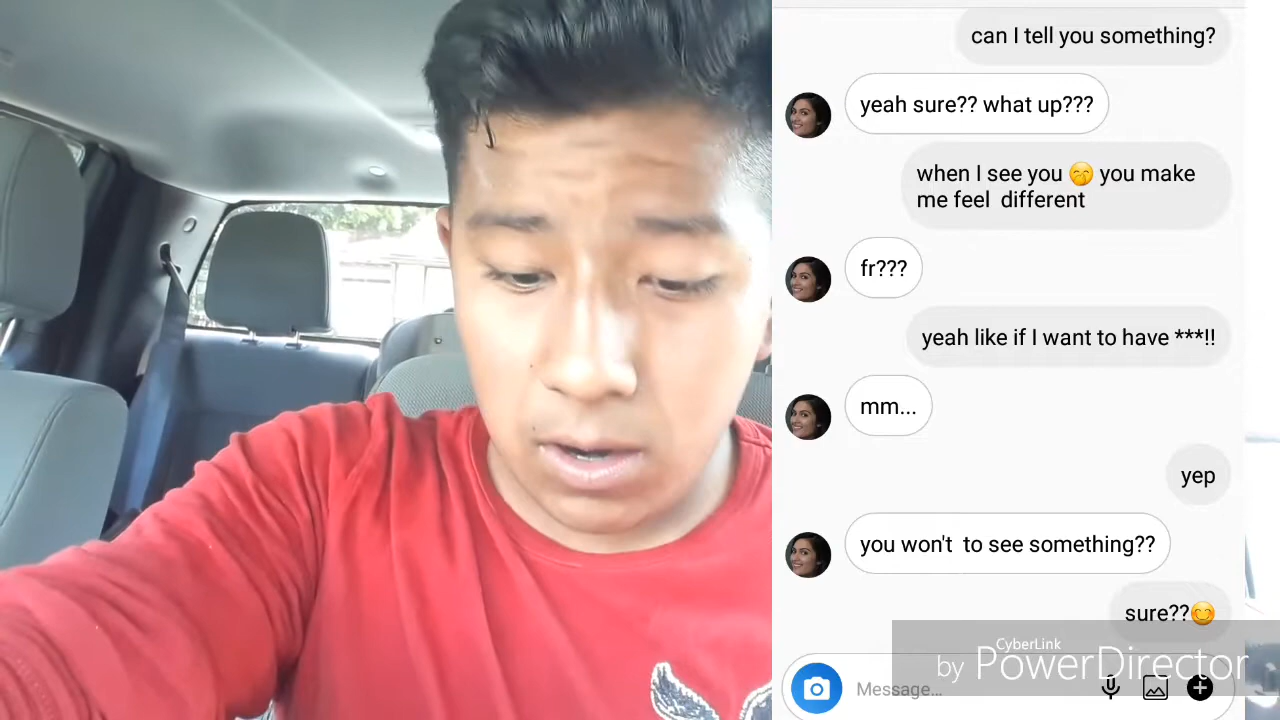 can I tell you something?
yeah sure?? what up???
when I see you 🤭 you make
me feel  different
fr???
yeah like if I want to have ***!!
mm...
yep
you won't  to see something??
sure??😊
CyberLink
by PowerDirector
Message...